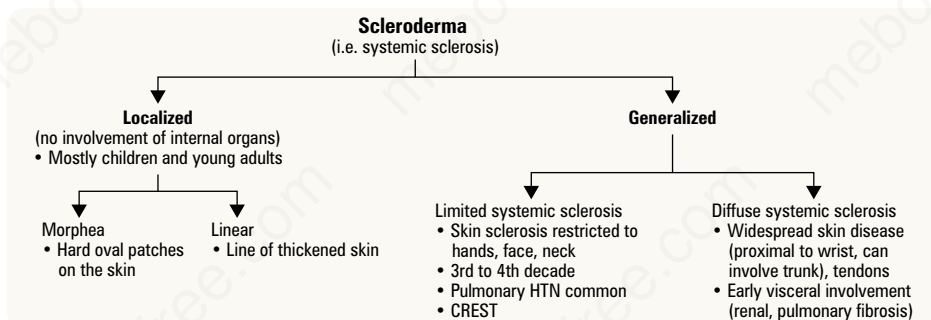 Scleroderma
(i.e. systemic sclerosis)
Localized
(no involvement of internal organs)
• Mostly children and young adults
Morphea
• Hard oval patches
on the skin
Linear
• Line of thickened skin
Generalized
Limited systemic sclerosis
• Skin sclerosis restricted to
hands, face, neck
• 3rd to 4th decade
• Pulmonary HTN common
• CREST
Diffuse systemic sclerosis
• Widespread skin disease
(proximal to wrist, can
involve trunk), tendons
• Early visceral involvement
(renal, pulmonary fibrosis)